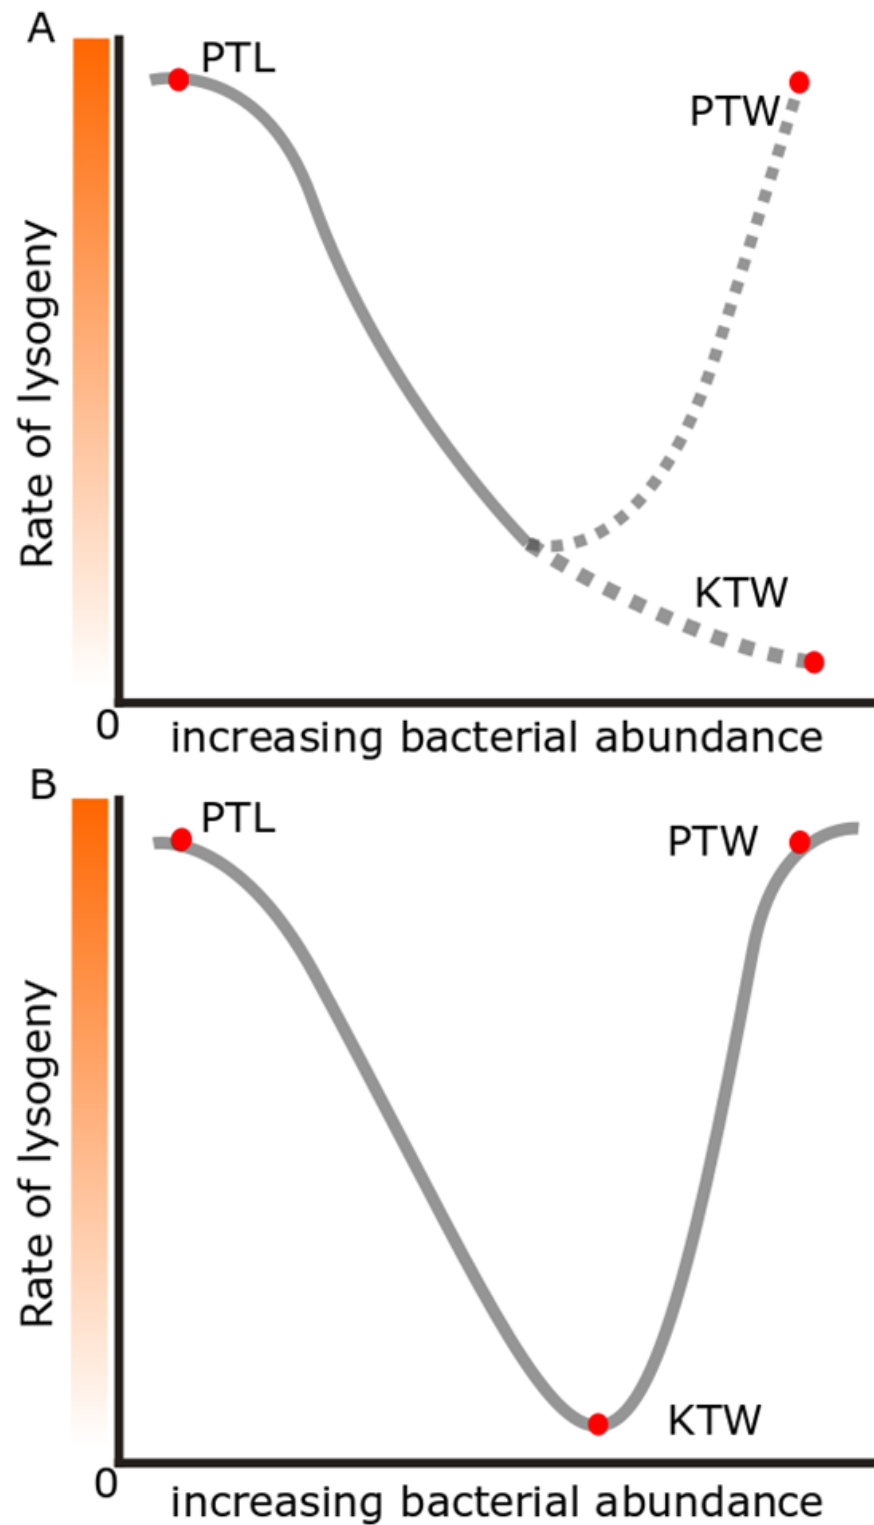 A
PTL
PTW
Rate of lysogeny
KTW
0
increasing bacterial abundance
B
PTL
PTW
Rate of lysogeny
KTW
0
increasing bacterial abundance